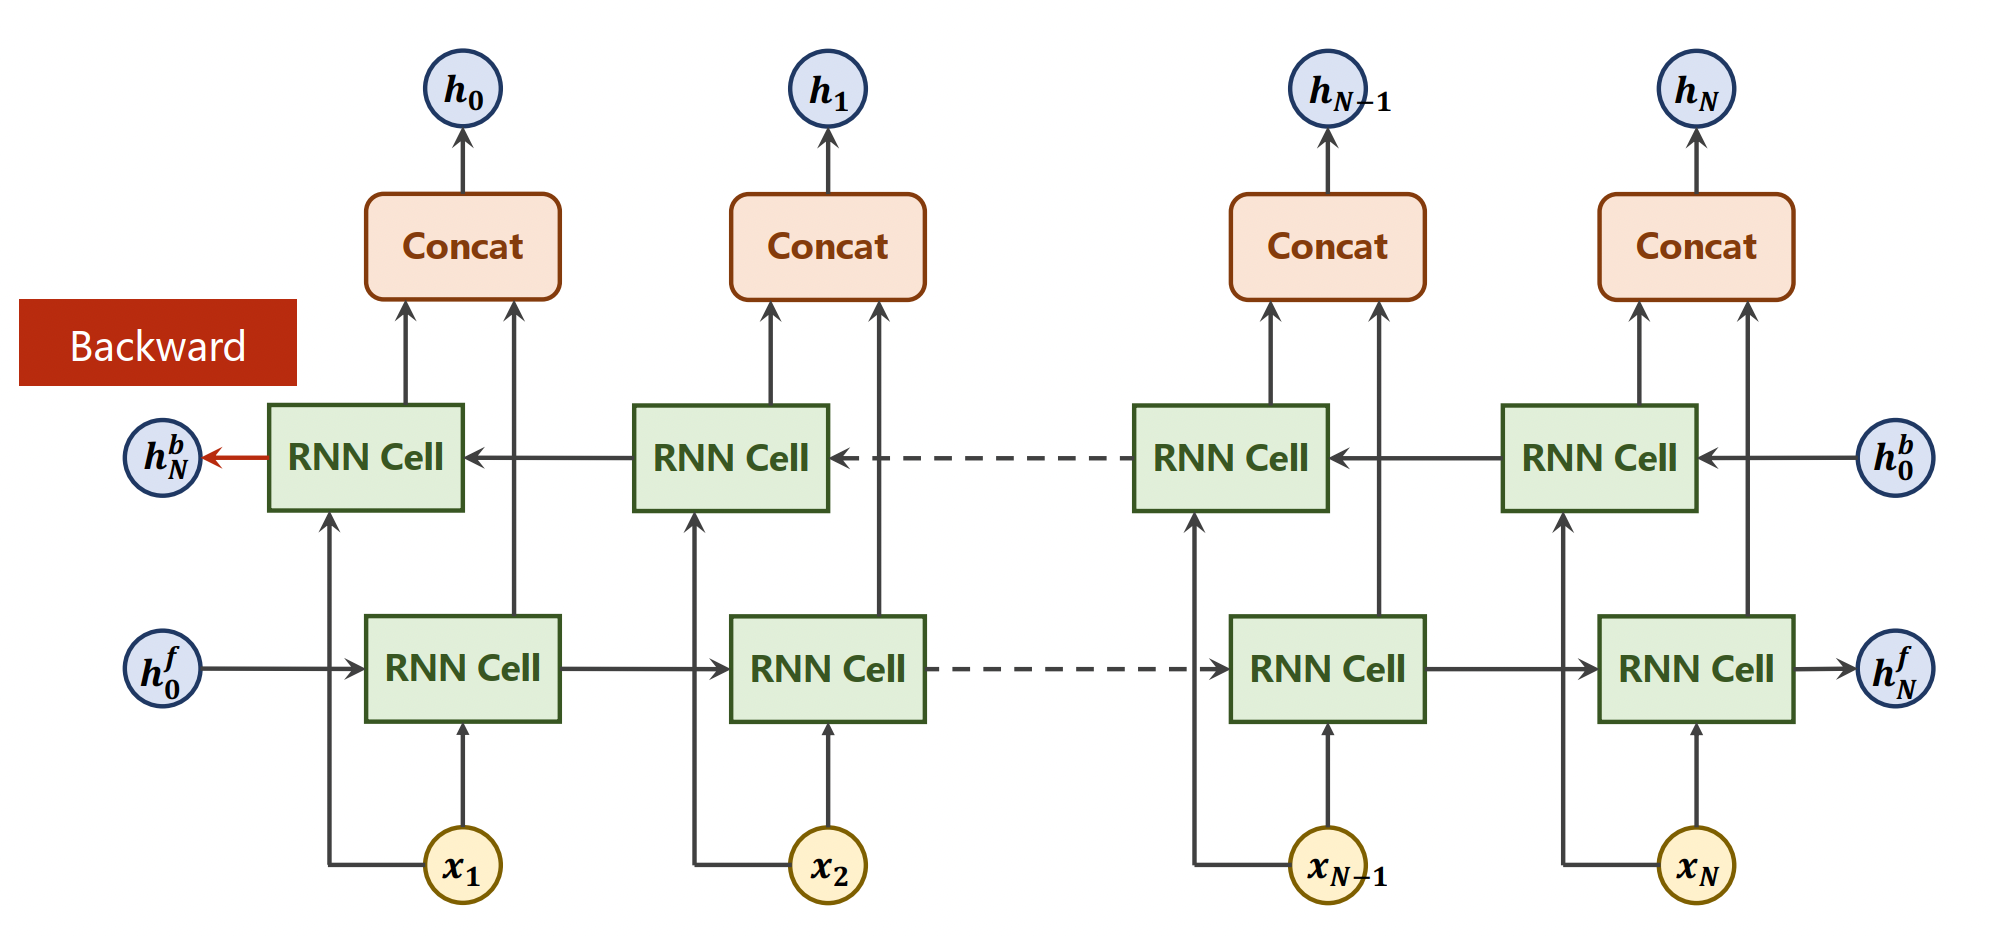 h_0 h_1 h_{N-1} h_N
Concat Concat Concat Concat
Backward
h_N^b RNN Cell RNN Cell RNN Cell RNN Cell h_0^b
h_0^f RNN Cell RNN Cell RNN Cell RNN Cell h_N^f
x_1 x_2 x_{N-1} x_N